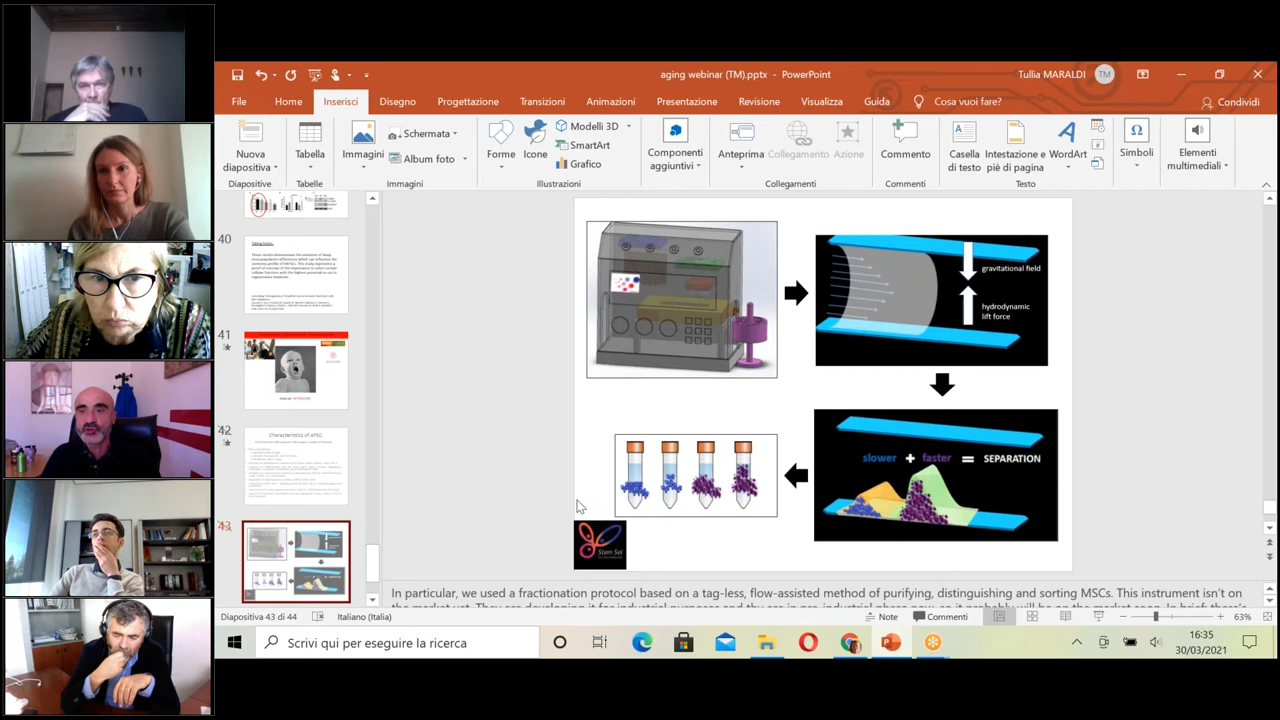 aging webinar (TM).pptx - PowerPoint
Tullia MARALDI
TM
File
Home
Inserisci
Disegno
Progettazione
Transizioni
Animazioni
Presentazione
Revisione
Visualizza
Guida
Cosa vuoi fare?
Condividi
Nuova
diapositiva
Tabella
Immagini
Schermata
Album foto
Forme
Icone
Modelli 3D
SmartArt
Grafico
Componenti
aggiuntivi
Anteprima
Collegamento
Azione
Commento
Casella
di testo
Intestazione e
piè di pagina
WordArt
Simboli
Elementi
multimediali
Diapositive
Tabelle
Immagini
Illustrazioni
Collegamenti
Commenti
Testo
40
41
42
Characteristics of AFSC
43
gravitational field
hydrodynamic
lift force
slower + faster = SEPARATION
Stem Sel
In particular, we used a fractionation protocol based on a tag-less, flow-assisted method of purifying, distinguishing and sorting MSCs. This instrument isn't on
Diapositiva 43 di 44
Italiano (Italia)
Note
Commenti
63%
Scrivi qui per eseguire la ricerca
16:35
30/03/2021